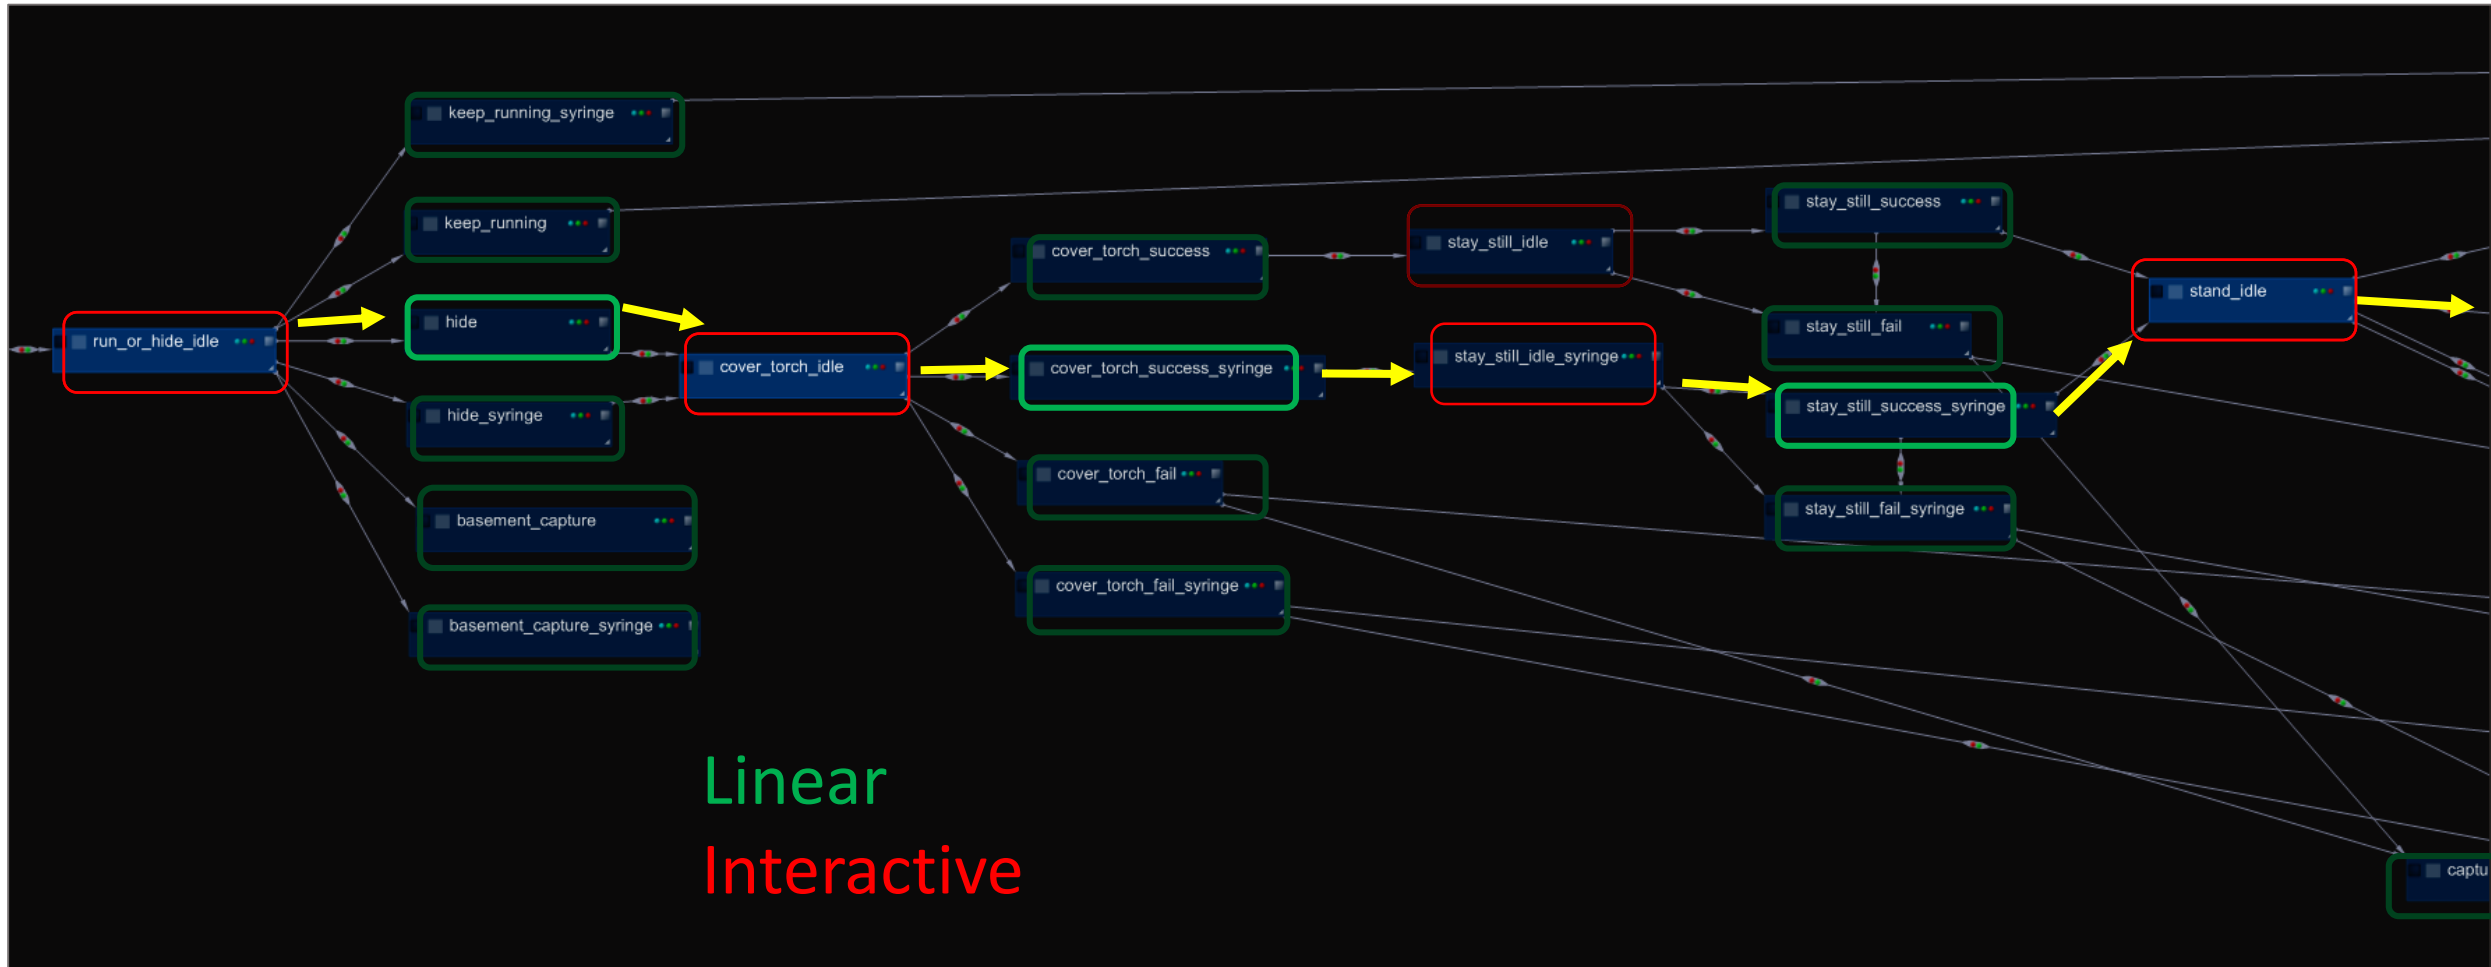 keep_running_syringe
keep_running
hide
run_or_hide_idle
hide_syringe
basement_capture
basement_capture_syringe
cover_torch_idle
cover_torch_success
cover_torch_success_syringe
cover_torch_fail
cover_torch_fail_syringe
stay_still_idle
stay_still_idle_syringe
stay_still_success
stay_still_fail
stay_still_success_syringe
stay_still_fail_syringe
stand_idle
captu
Linear
Interactive